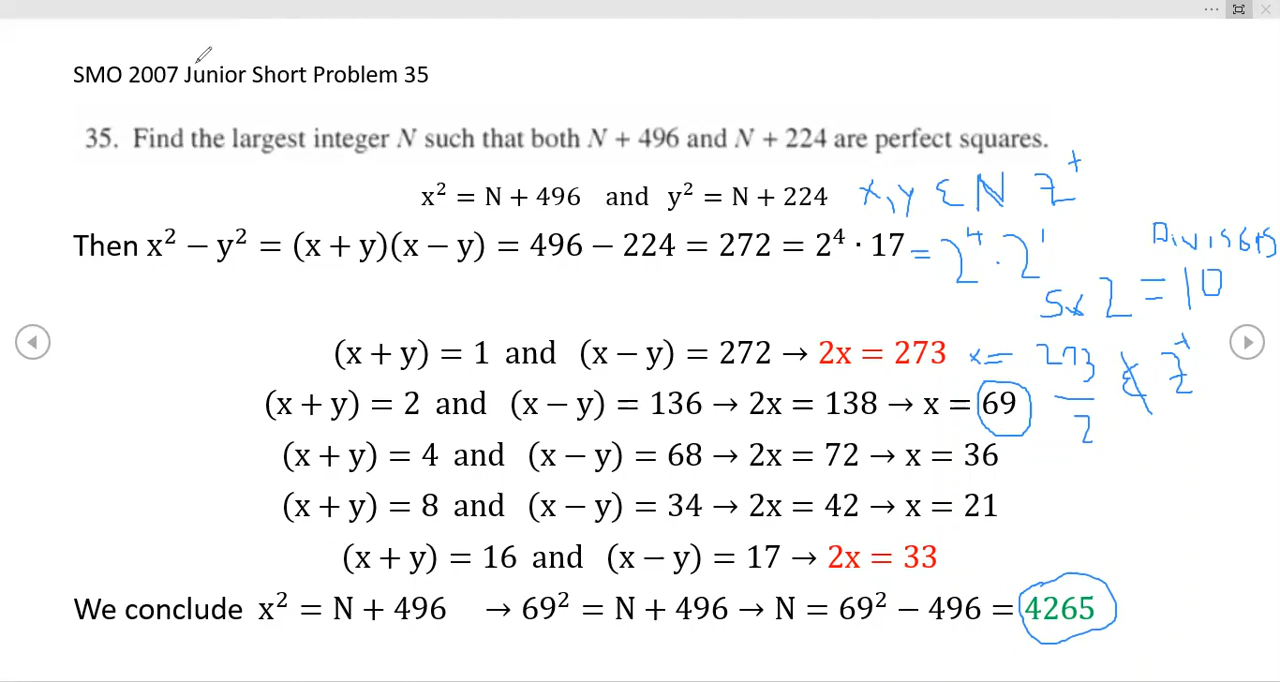 SMO 2007 Junior Short Problem 35
35. Find the largest integer N such that both N + 496 and N + 224 are perfect squares.
x² = N + 496 and y² = N + 224 x, y ∈ N Z⁺
Then x² − y² = (x + y)(x − y) = 496 − 224 = 272 = 2⁴ · 17 = 2⁴ · 2¹
Divisors
5x2 = 10
(x + y) = 1 and (x − y) = 272 → 2x = 273 x = 273/2 ∉ Z⁺
(x + y) = 2 and (x − y) = 136 → 2x = 138 → x = 69
(x + y) = 4 and (x − y) = 68 → 2x = 72 → x = 36
(x + y) = 8 and (x − y) = 34 → 2x = 42 → x = 21
(x + y) = 16 and (x − y) = 17 → 2x = 33
We conclude x² = N + 496 → 69² = N + 496 → N = 69² − 496 = 4265